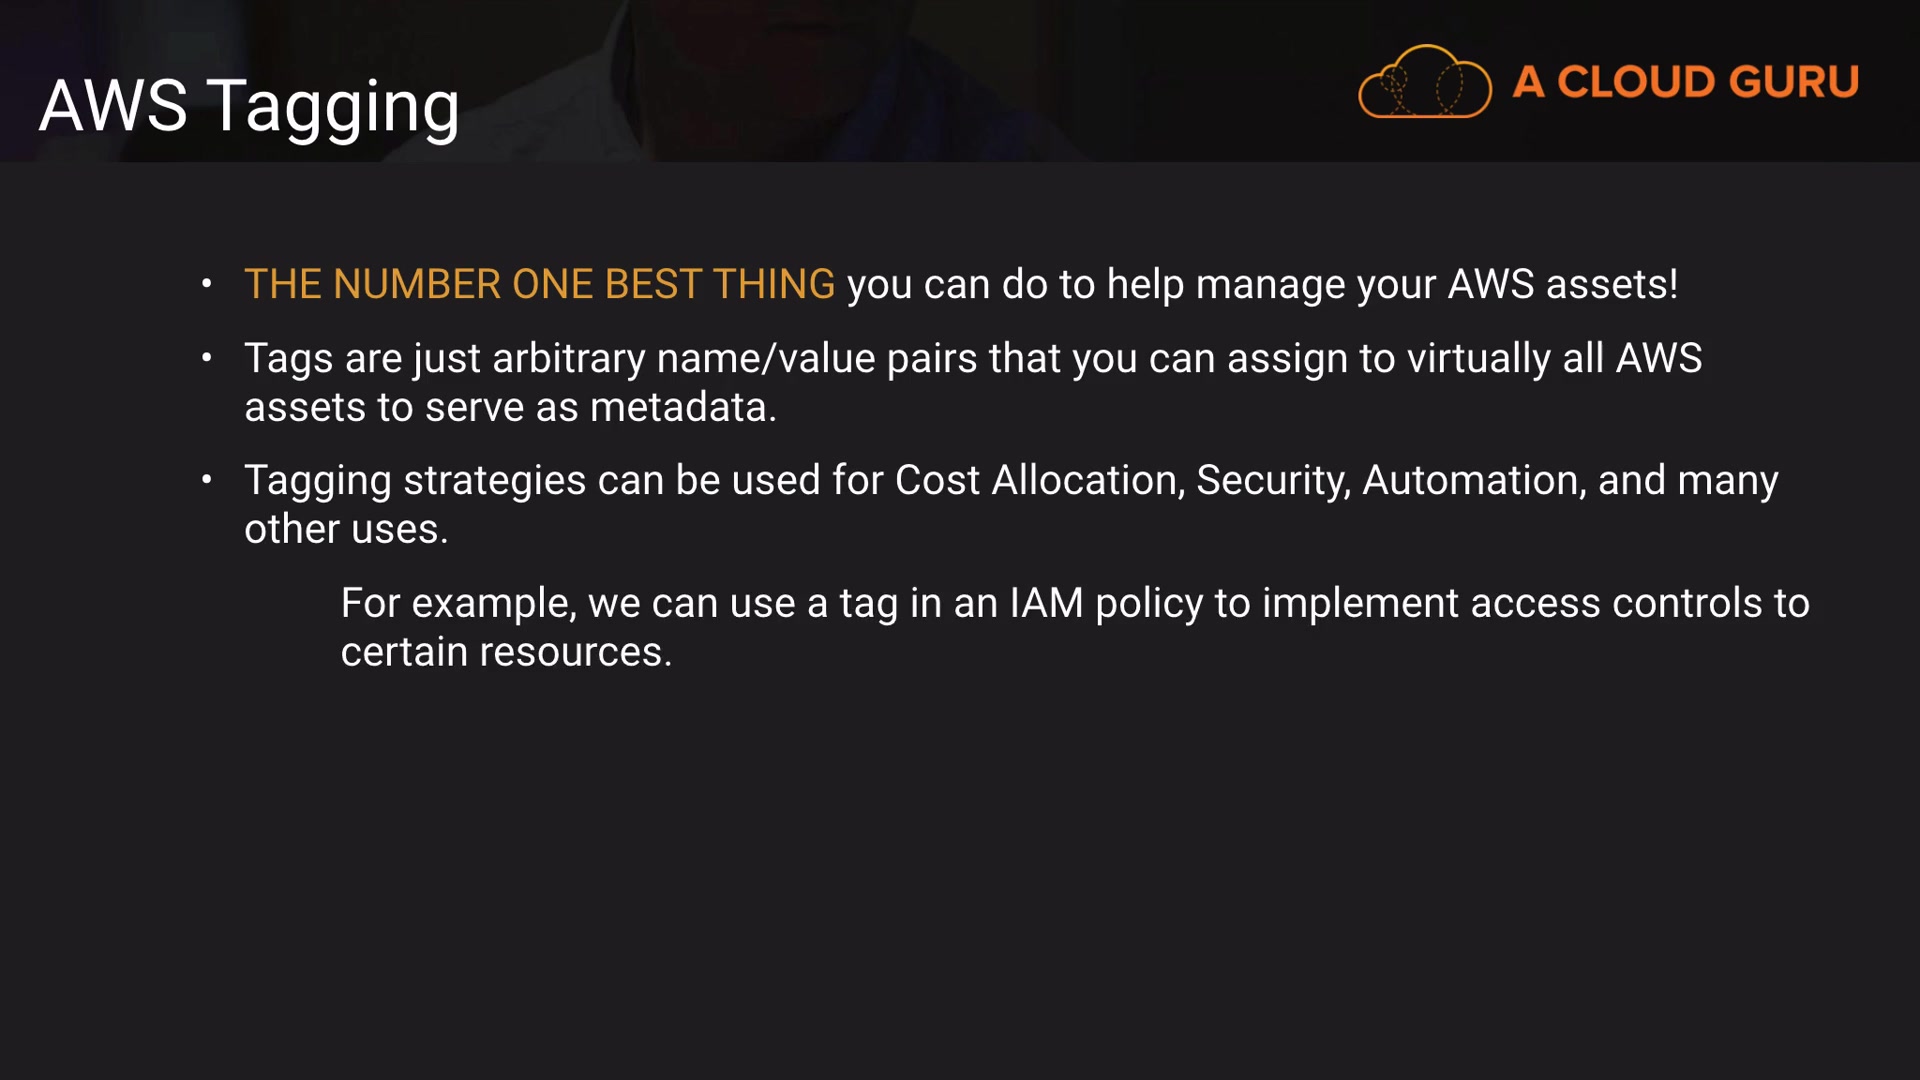 AWS Tagging
A CLOUD GURU
• THE NUMBER ONE BEST THING you can do to help manage your AWS assets!
• Tags are just arbitrary name/value pairs that you can assign to virtually all AWS
assets to serve as metadata.
• Tagging strategies can be used for Cost Allocation, Security, Automation, and many
other uses.
For example, we can use a tag in an IAM policy to implement access controls to
certain resources.